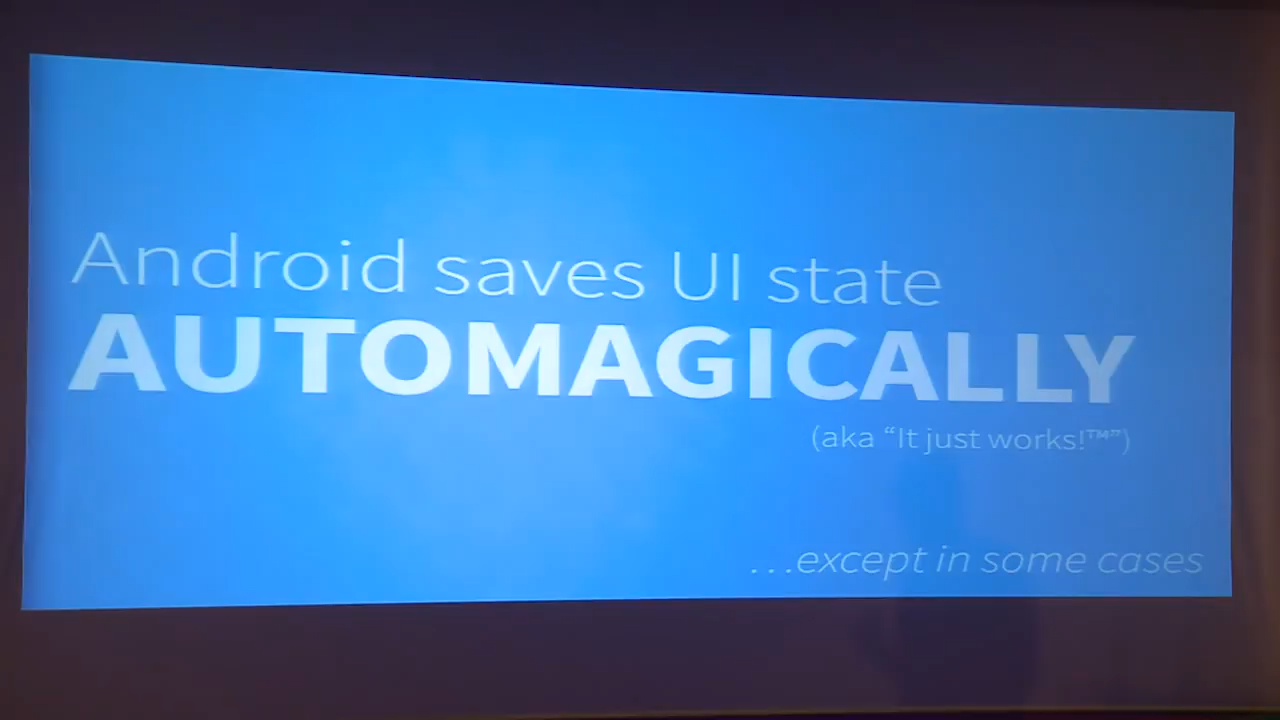 Android saves UI state
AUTOMAGICALLY
(aka “It just works!™”)
…except in some cases